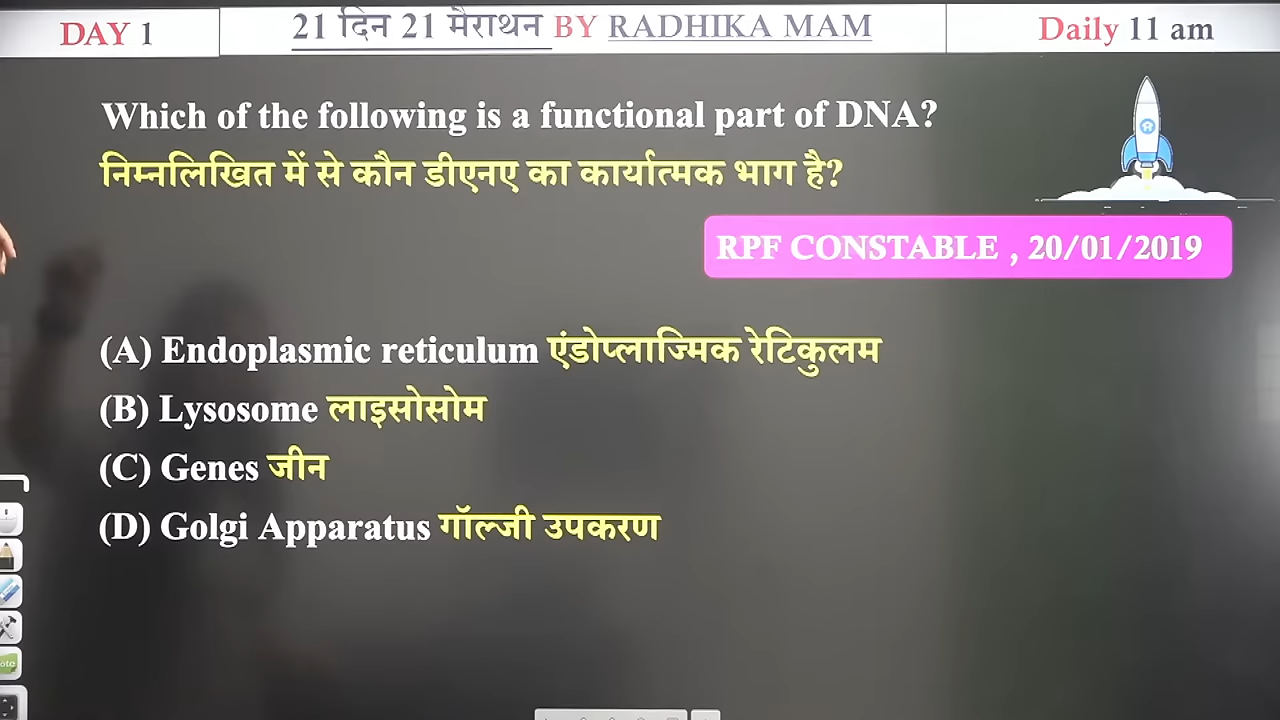 DAY 1
21 दिन 21 मैराथन BY RADHIKA MAM
Daily 11 am
Which of the following is a functional part of DNA?
निम्नलिखित में से कौन डीएनए का कार्यात्मक भाग है?
RPF CONSTABLE , 20/01/2019
(A) Endoplasmic reticulum एंडोप्लाज्मिक रेटिकुलम
(B) Lysosome लाइसोसोम
(C) Genes जीन
(D) Golgi Apparatus गॉल्जी उपकरण